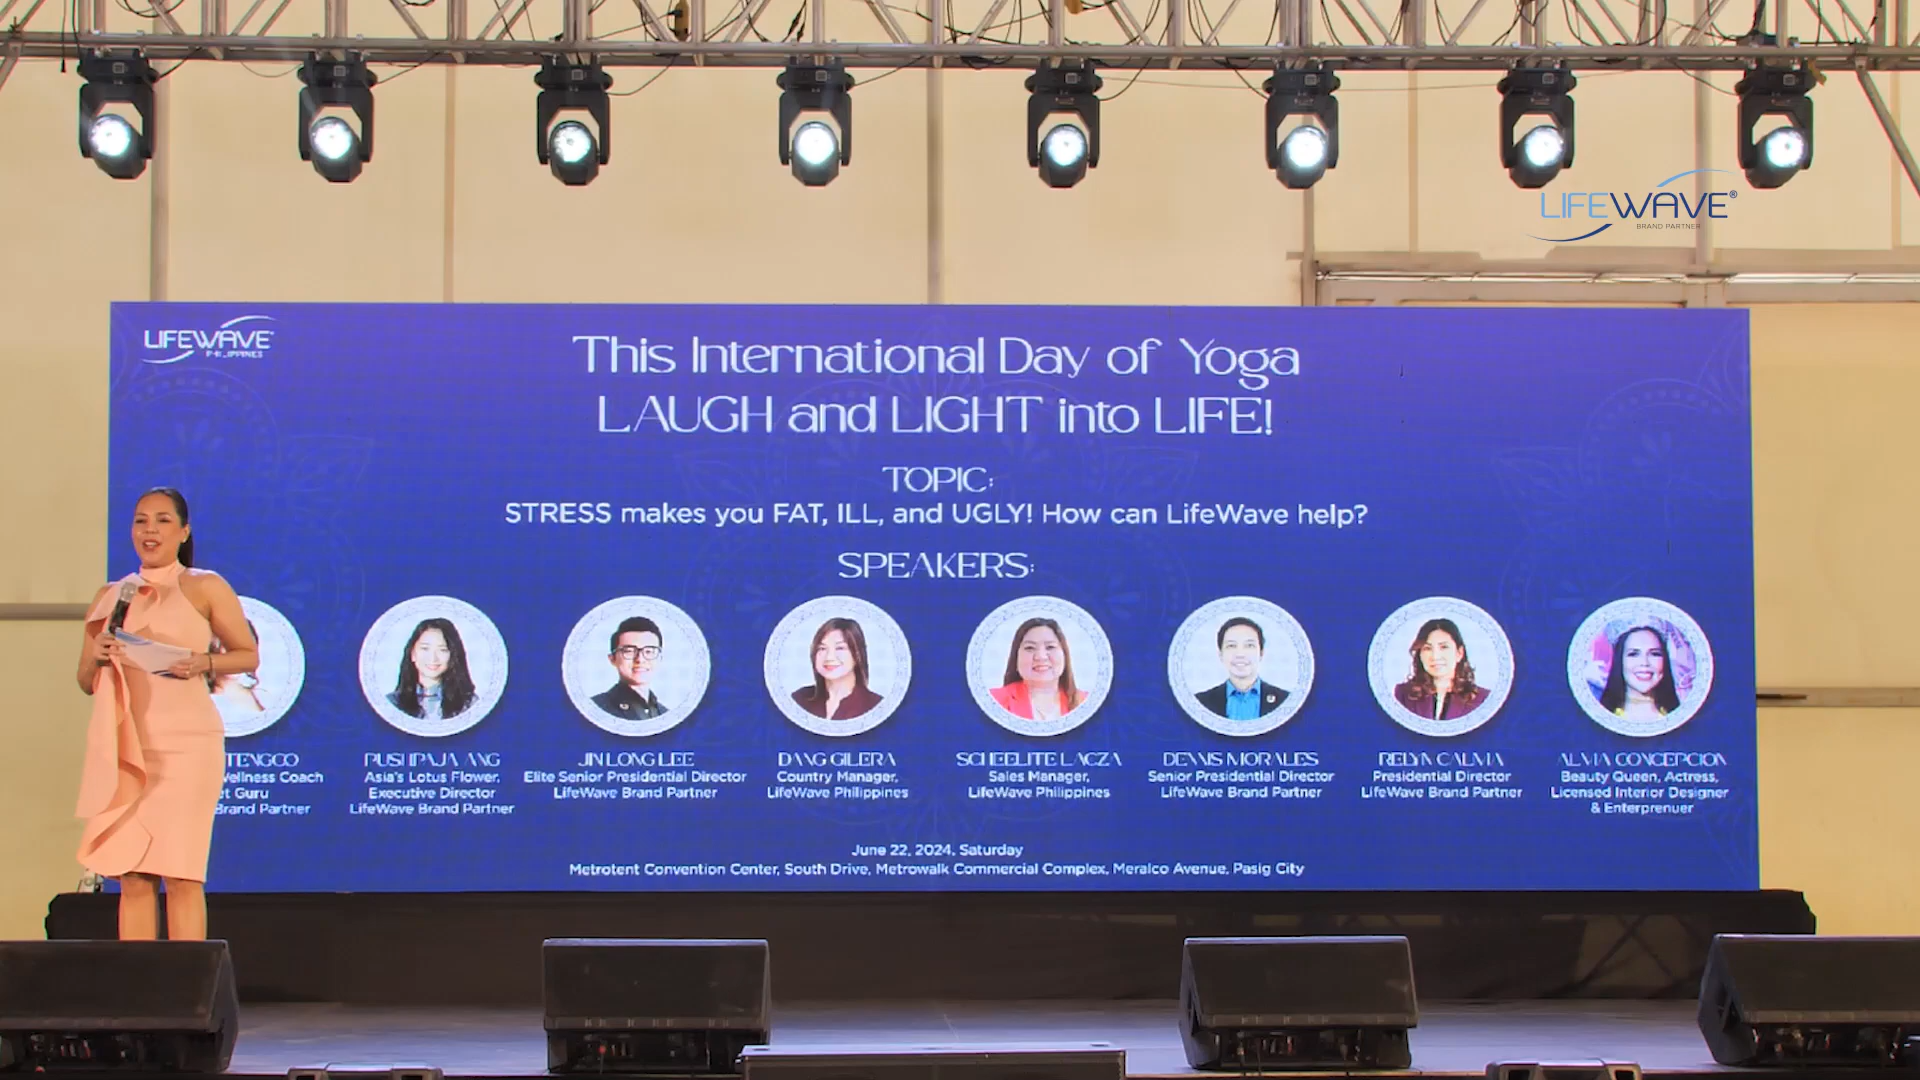 LIFEWAVE®
BRAND PARTNER
LIFEWAVE
PHILIPPINES
This International Day of Yoga
LAUGH and LIGHT into LIFE!
TOPIC:
STRESS makes you FAT, ILL, and UGLY! How can LifeWave help?
SPEAKERS:
Coach
Guru
Brand Partner
PUSHPAJA ANG
Asia's Lotus Flower,
Executive Director
LifeWave Brand Partner
JIN LONG LEE
Elite Senior Presidential Director
LifeWave Brand Partner
DANG GILERA
Country Manager,
LifeWave Philippines
SCHEELITE LACZA
Sales Manager,
LifeWave Philippines
DENNIS MORALES
Senior Presidential Director
LifeWave Brand Partner
RELYN CALMA
Presidential Director
LifeWave Brand Partner
ALMA CONCEPCION
Beauty Queen, Actress,
Licensed Interior Designer
& Enterprenuer
June 22, 2024, Saturday
Metrotent Convention Center, South Drive, Metrowalk Commercial Complex, Meralco Avenue, Pasig City